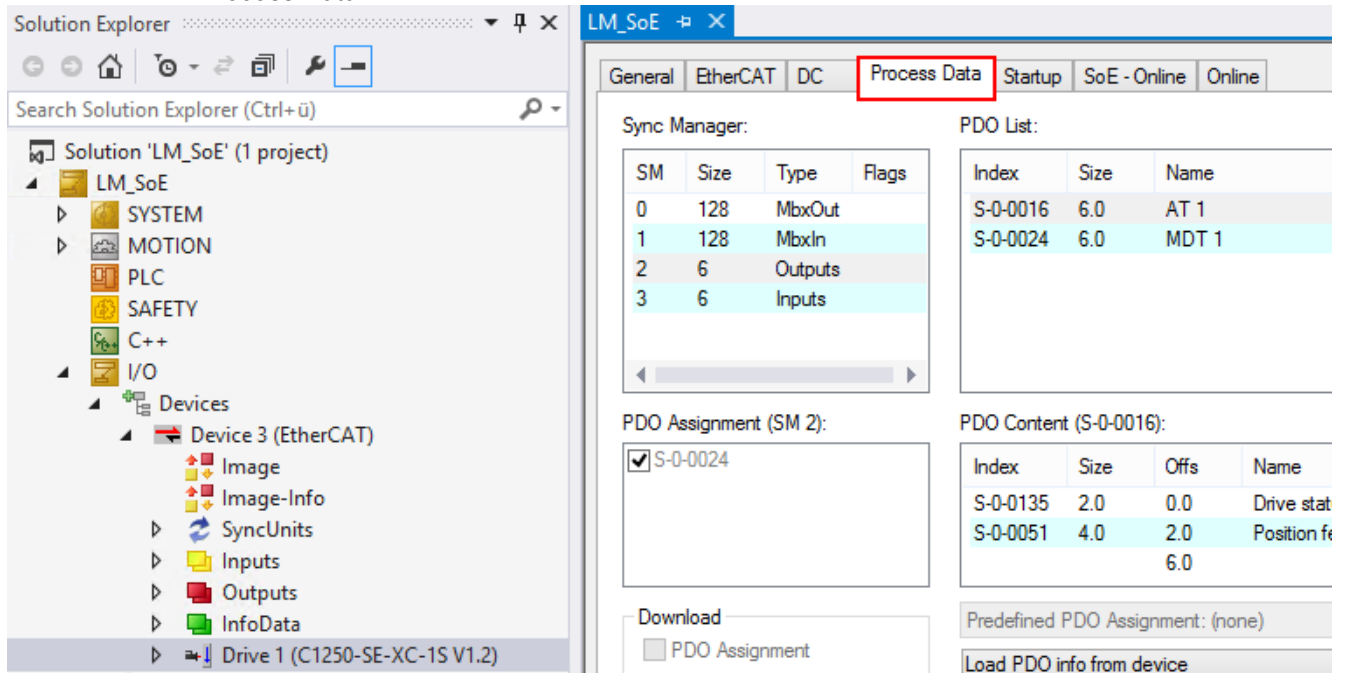 Solution Explorer
Search Solution Explorer (Ctrl+ü)
Solution 'LM_SoE' (1 project)
LM_SoE
SYSTEM
MOTION
PLC
SAFETY
C++
I/O
Devices
Device 3 (EtherCAT)
Image
Image-Info
SyncUnits
Inputs
Outputs
InfoData
Drive 1 (C1250-SE-XC-1S V1.2)
LM_SoE
General EtherCAT DC Process Data Startup SoE - Online Online
Sync Manager:
SM Size Type Flags
0 128 MbxOut
1 128 MbxIn
2 6 Outputs
3 6 Inputs
PDO List:
Index Size Name
S-0-0016 6.0 AT 1
S-0-0024 6.0 MDT 1
PDO Assignment (SM 2):
S-0-0024
PDO Content (S-0-0016):
Index Size Offs Name
S-0-0135 2.0 0.0 Drive stat
S-0-0051 4.0 2.0 Position fe
6.0
Download
PDO Assignment
Predefined PDO Assignment: (none)
Load PDO info from device